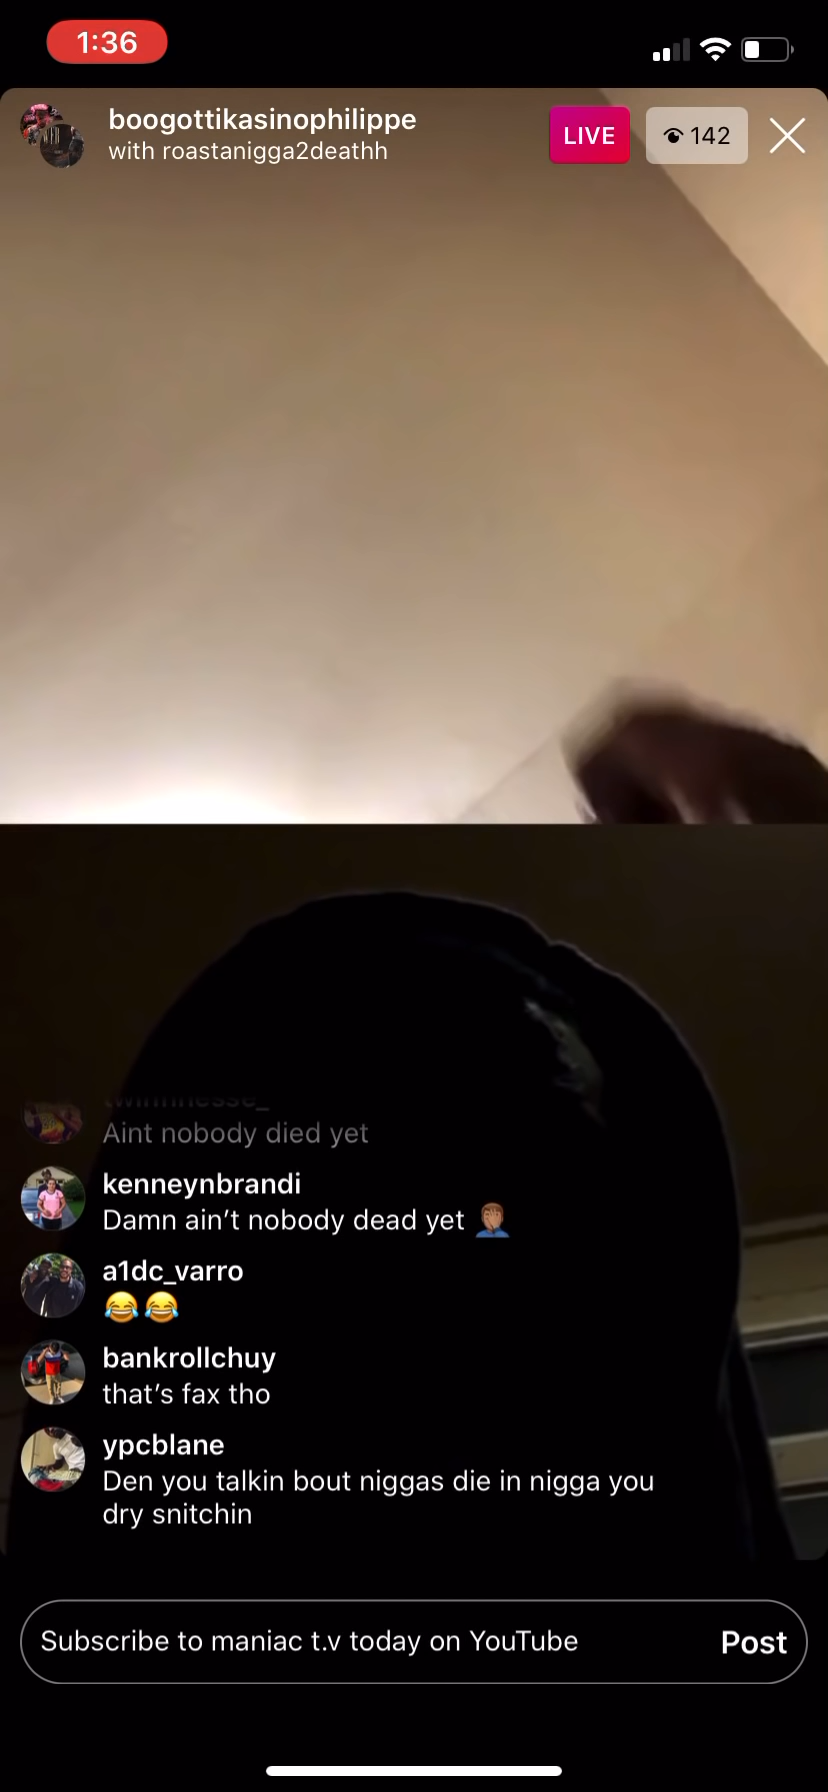 1:36
boogottikasinophilippe
with roastanigga2deathh
LIVE
142
Aint nobody died yet
kenneynbrandi
Damn ain't nobody dead yet 🤦🏽‍♂️
a1dc_varro
😂😂
bankrollchuy
that's fax tho
ypcblane
Den you talkin bout niggas die in nigga you
dry snitchin
Subscribe to maniac t.v today on YouTube
Post